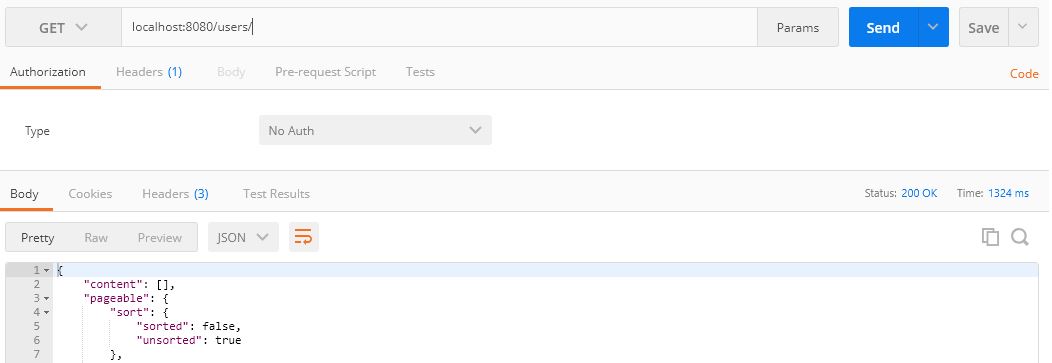 GET localhost:8080/users/ Params Send Save
Authorization Headers (1) Body Pre-request Script Tests Code
Type No Auth
Body Cookies Headers (3) Test Results Status: 200 OK Time: 1324 ms
Pretty Raw Preview JSON
1 {
2 "content": [],
3 "pageable": {
4 "sort": {
5 "sorted": false,
6 "unsorted": true
7 },